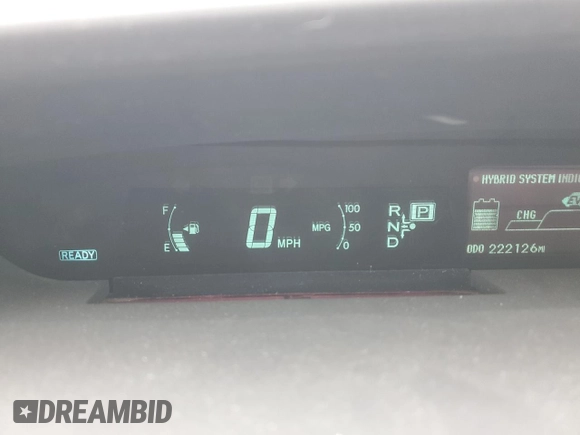 HYBRID SYSTEM INDI
CHG
ODO 222126MI
F
E
0 MPH
MPG
100
50
0
R
N
D
P
READY
DREAMBID